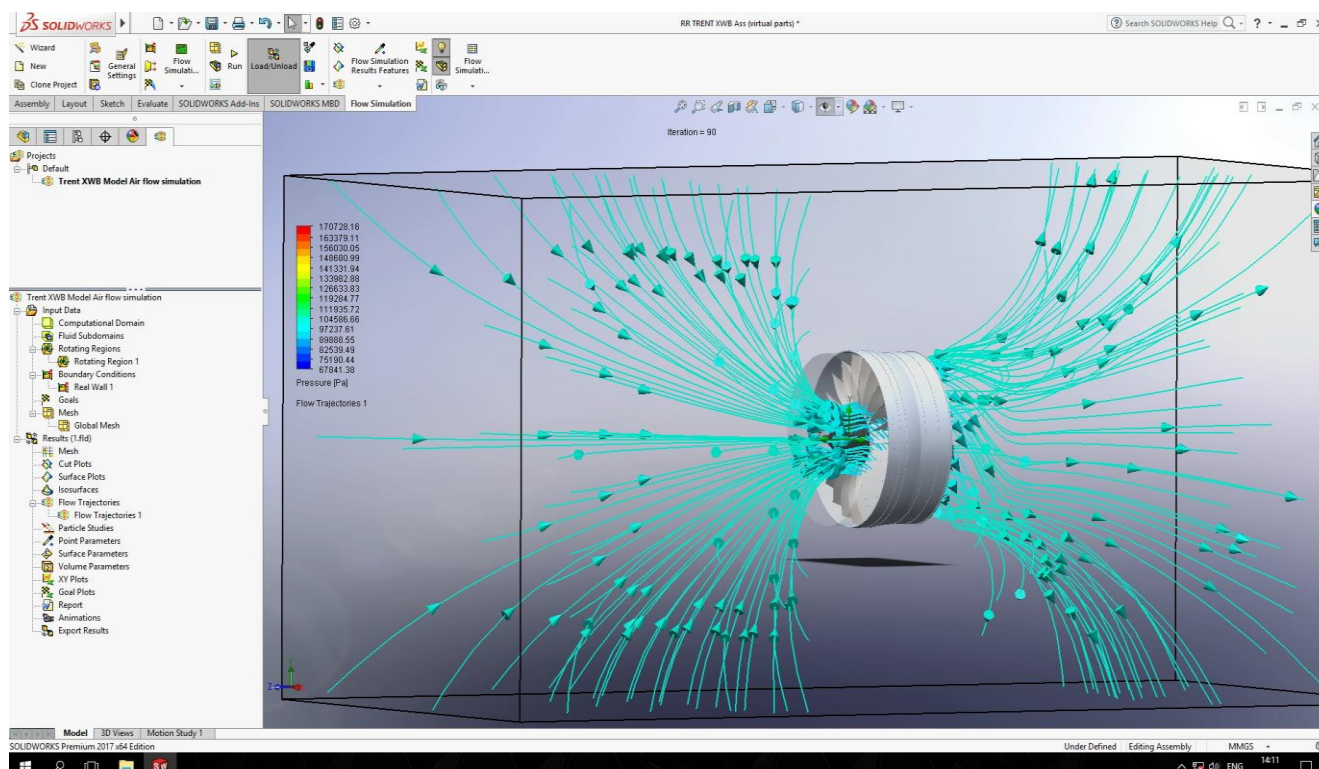 SOLIDWORKS
RR TRENT XWB Ass (virtual parts) *
Search SOLIDWORKS Help
?
Wizard
New
Clone Project
General Settings
Flow Simulati...
Run
Load/Unload
Flow Simulation Results Features
Flow Simulati...
Assembly Layout Sketch Evaluate SOLIDWORKS Add-Ins SOLIDWORKS MBD Flow Simulation
Projects
Default
Trent XWB Model Air flow simulation
Trent XWB Model Air flow simulation
Input Data
Computational Domain
Fluid Subdomains
Rotating Regions
Rotating Region 1
Boundary Conditions
Real Wall 1
Goals
Mesh
Global Mesh
Results (1.fld)
Mesh
Cut Plots
Surface Plots
Isosurfaces
Flow Trajectories
Flow Trajectories 1
Particle Studies
Point Parameters
Surface Parameters
Volume Parameters
XY Plots
Goal Plots
Report
Animations
Export Results
Iteration = 90
170728.16
163379.11
156030.05
148680.99
141331.94
133982.88
126633.83
119284.77
111935.72
104586.66
97237.61
89888.55
82539.49
75190.44
67841.38
Pressure [Pa]
Flow Trajectories 1
Y
Z
Model 3D Views Motion Study 1
SOLIDWORKS Premium 2017 x64 Edition
Under Defined Editing Assembly MMGS
SW
ENG
14:11